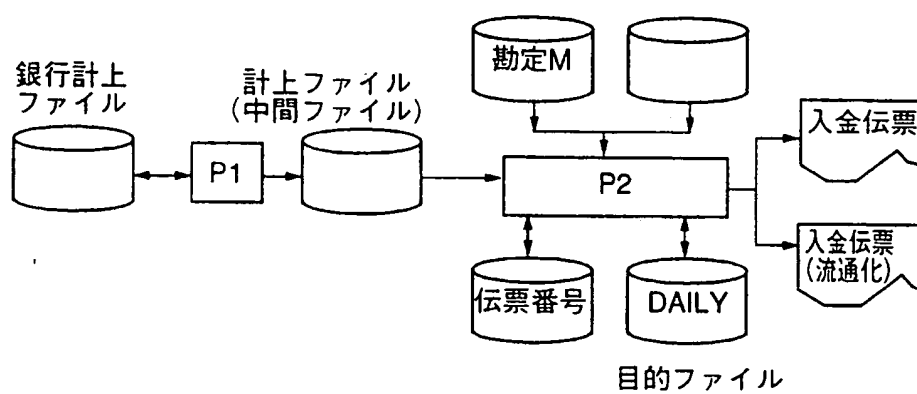 勘定M
銀行計上
ファイル
計上ファイル
(中間ファイル)
入金伝票
P1
P2
入金伝票
(流通化)
伝票番号
DAILY
目的ファイル